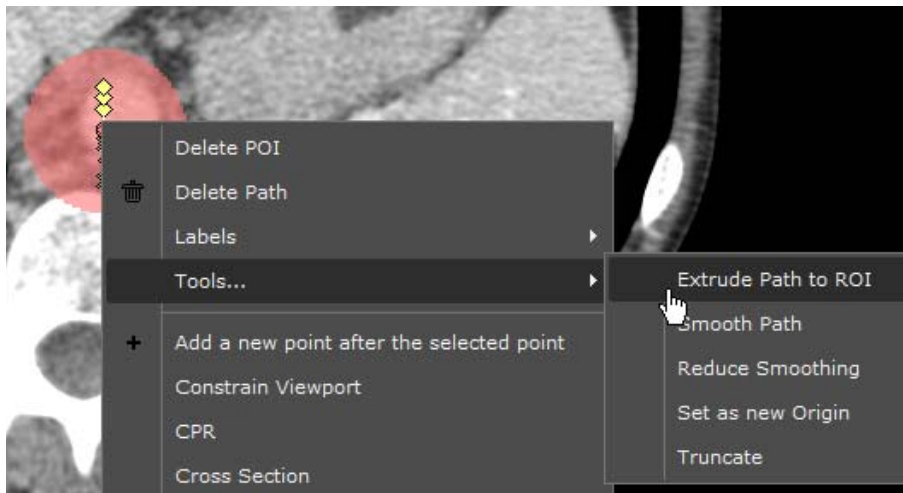 Delete POI
Delete Path
Labels
Tools...
Extrude Path to ROI
Smooth Path
Reduce Smoothing
Set as new Origin
Truncate
Add a new point after the selected point
Constrain Viewport
CPR
Cross Section